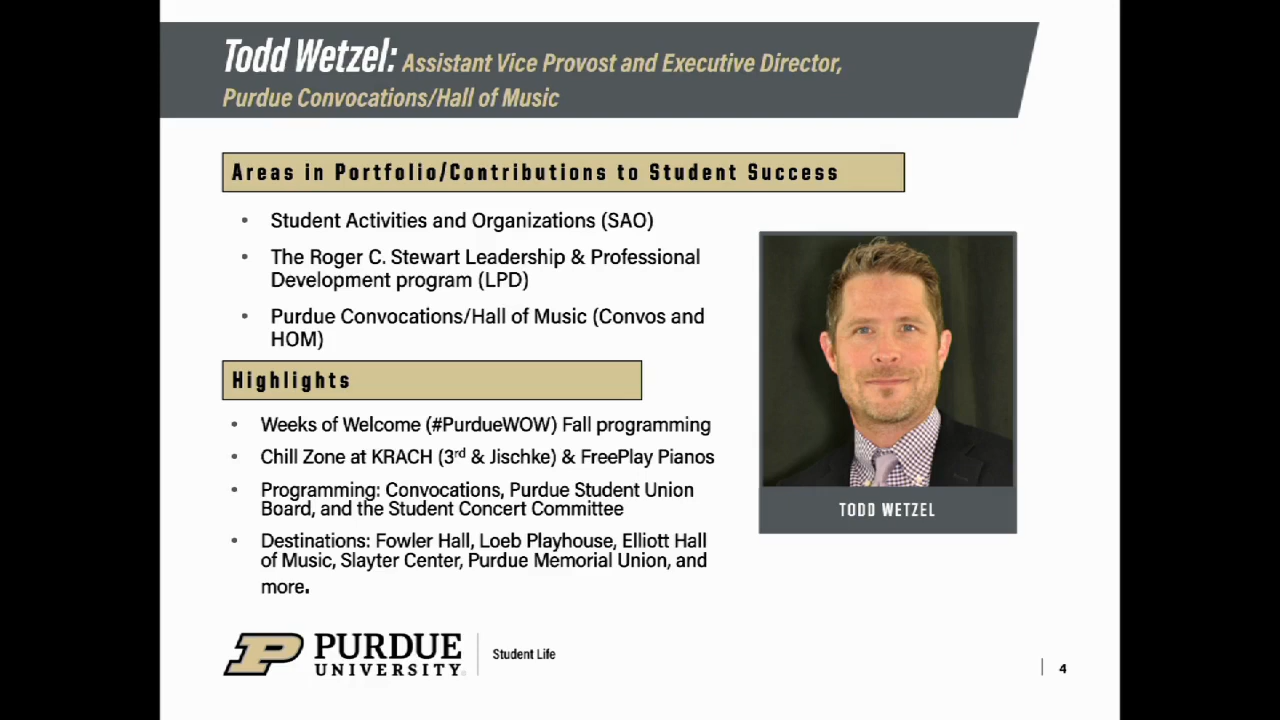 Todd Wetzel: Assistant Vice Provost and Executive Director,
Purdue Convocations/Hall of Music
Areas in Portfolio/Contributions to Student Success
• Student Activities and Organizations (SAO)
• The Roger C. Stewart Leadership & Professional
Development program (LPD)
• Purdue Convocations/Hall of Music (Convos and
HOM)
Highlights
• Weeks of Welcome (#PurdueWOW) Fall programming
• Chill Zone at KRACH (3rd & Jischke) & FreePlay Pianos
• Programming: Convocations, Purdue Student Union
Board, and the Student Concert Committee
• Destinations: Fowler Hall, Loeb Playhouse, Elliott Hall
of Music, Slayter Center, Purdue Memorial Union, and
more.
TODD WETZEL
P PURDUE
UNIVERSITY
Student Life
4